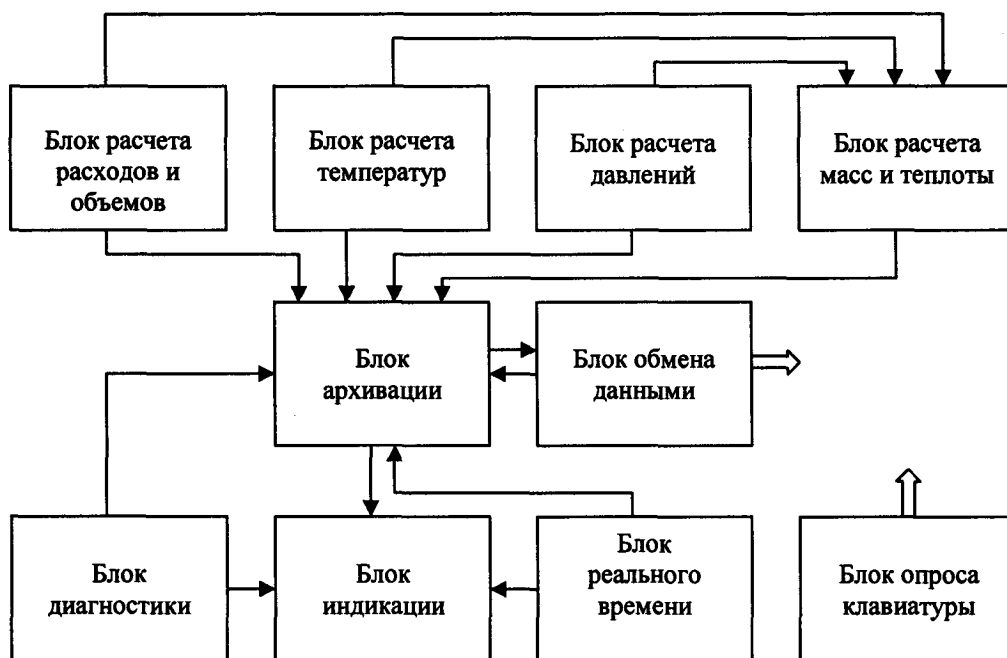 Блок расчета
расходов и
объемов
Блок расчета
температур
Блок расчета
давлений
Блок расчета
масс и теплоты
Блок
архивации
Блок обмена
данными
Блок
диагностики
Блок
индикации
Блок
реального
времени
Блок опроса
клавиатуры